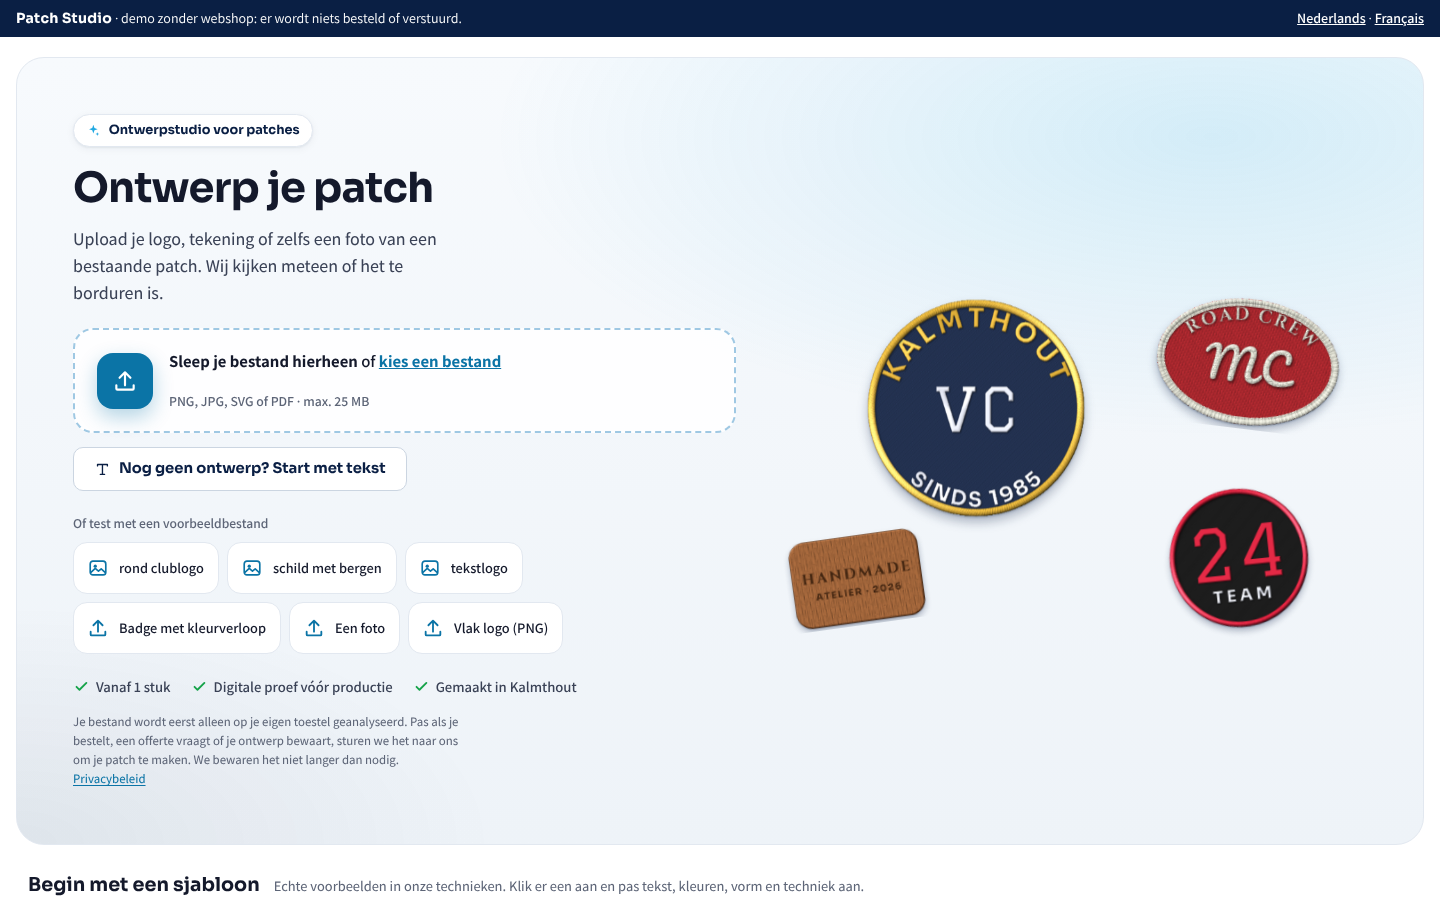 Patch Studio · demo zonder webshop: er wordt niets besteld of verstuurd.
Nederlands · Français
Ontwerpstudio voor patches
Ontwerp je patch
Upload je logo, tekening of zelfs een foto van een
bestaande patch. Wij kijken meteen of het te
borduren is.
Sleep je bestand hierheen of kies een bestand
PNG, JPG, SVG of PDF · max. 25 MB
Nog geen ontwerp? Start met tekst
Of test met een voorbeeldbestand
rond clublogo
schild met bergen
tekstlogo
Badge met kleurverloop
Een foto
Vlak logo (PNG)
Vanaf 1 stuk
Digitale proef vóór productie
Gemaakt in Kalmthout
Je bestand wordt eerst alleen op je eigen toestel geanalyseerd. Pas als je
bestelt, een offerte vraagt of je ontwerp bewaart, sturen we het naar ons
om je patch te maken. We bewaren het niet langer dan nodig.
Privacybeleid
KALMTHOUT
VC
SINDS 1985
ROAD CREW
mc
HANDMADE
ATELIER · 2026
24
TEAM
Begin met een sjabloon
Echte voorbeelden in onze technieken. Klik er een aan en pas tekst, kleuren, vorm en techniek aan.